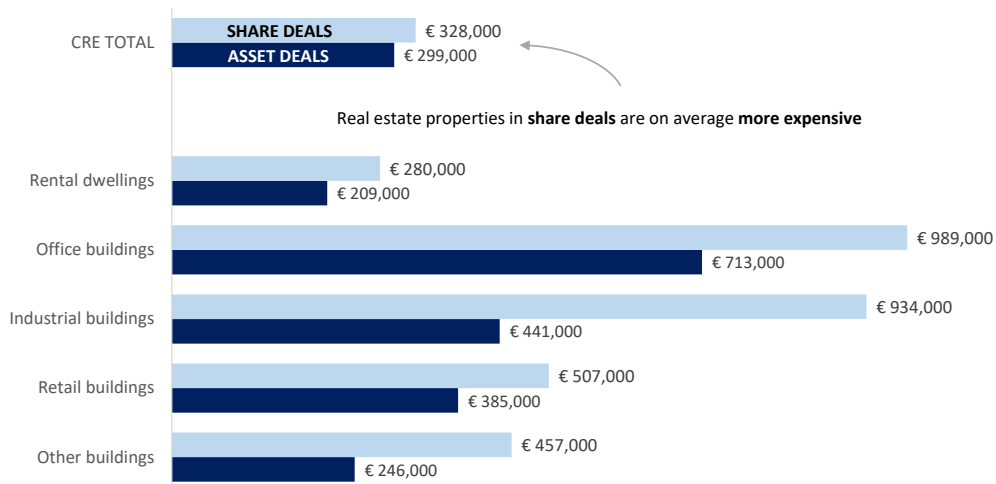 CRE TOTAL
SHARE DEALS
€ 328,000
ASSET DEALS
€ 299,000
Real estate properties in share deals are on average more expensive
Rental dwellings
€ 280,000
€ 209,000
Office buildings
€ 989,000
€ 713,000
Industrial buildings
€ 934,000
€ 441,000
Retail buildings
€ 507,000
€ 385,000
Other buildings
€ 457,000
€ 246,000